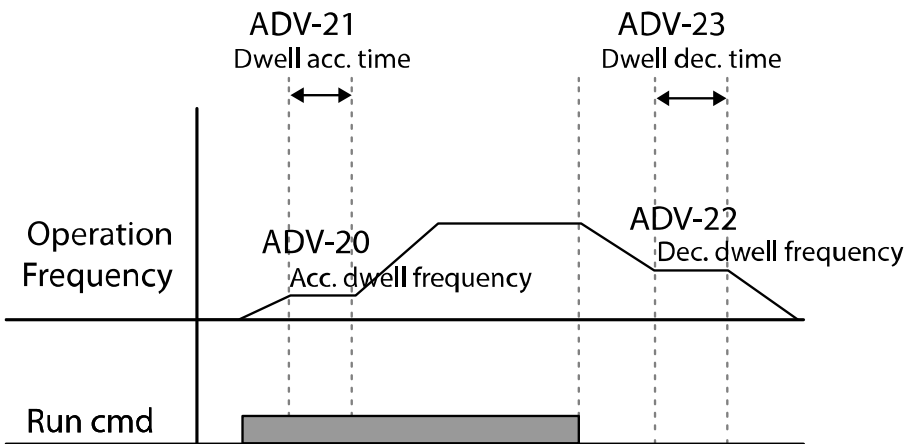 ADV-21
Dwell acc. time
ADV-23
Dwell dec. time
Operation
Frequency
ADV-20
Acc. dwell frequency
ADV-22
Dec. dwell frequency
Run cmd